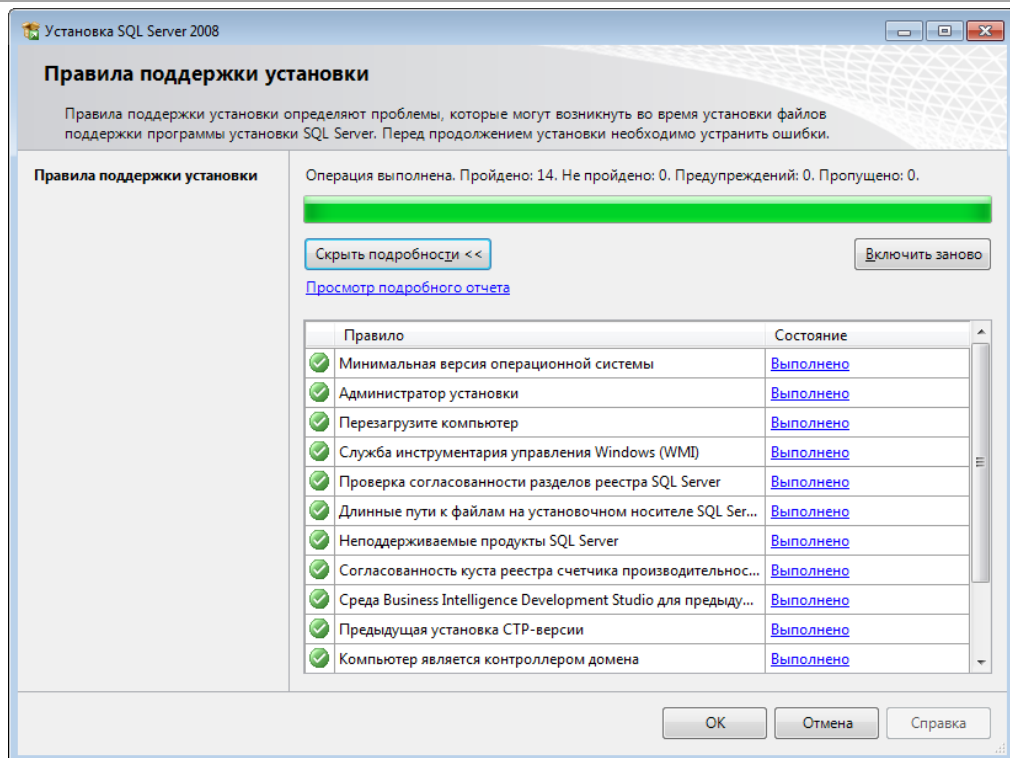 Установка SQL Server 2008
Правила поддержки установки
Правила поддержки установки определяют проблемы, которые могут возникнуть во время установки файлов
поддержки программы установки SQL Server. Перед продолжением установки необходимо устранить ошибки.
Правила поддержки установки
Операция выполнена. Пройдено: 14. Не пройдено: 0. Предупреждений: 0. Пропущено: 0.
Скрыть подробности <<
Включить заново
Просмотр подробного отчета
Правило Состояние
Минимальная версия операционной системы Выполнено
Администратор установки Выполнено
Перезагрузите компьютер Выполнено
Служба инструментария управления Windows (WMI) Выполнено
Проверка согласованности разделов реестра SQL Server Выполнено
Длинные пути к файлам на установочном носителе SQL Ser... Выполнено
Неподдерживаемые продукты SQL Server Выполнено
Согласованность куста реестра счетчика производительнос... Выполнено
Среда Business Intelligence Development Studio для предыду... Выполнено
Предыдущая установка CTP-версии Выполнено
Компьютер является контроллером домена Выполнено
OK Отмена Справка